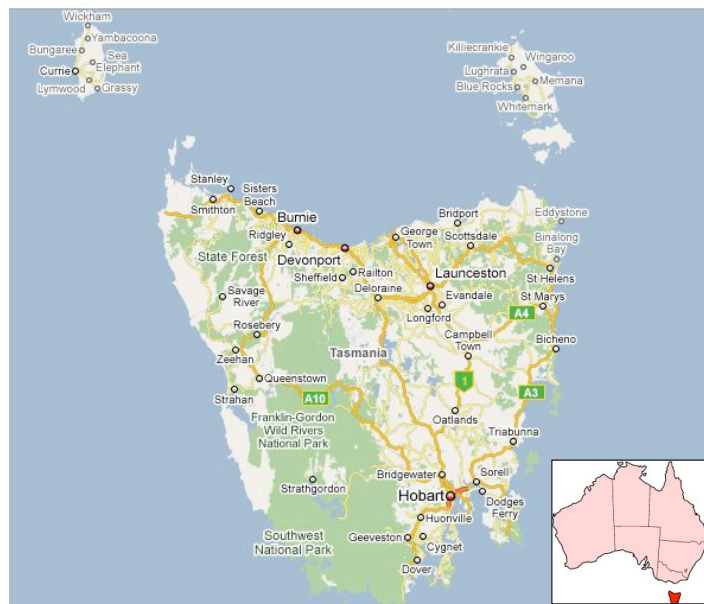 Wickham
Yambacoona
Bungaree
Sea
Elephant
Currie
Lymwood
Grassy
Killiecrankie
Wingaroo
Lughrata
Memana
Blue Rocks
Whitemark
Stanley
Sisters
Beach
Smithton
Burnie
Ridgley
Devonport
State Forest
Sheffield
Railton
George
Town
Bridport
Scottsdale
Eddystone
Binalong
Bay
Launceston
St Helens
Deloraine
Evandale
Longford
St Marys
A4
Savage
River
Rosebery
Zeehan
Tasmania
Campbell
Town
Bicheno
Queenstown
Strahan
A10
1
A3
Franklin-Gordon
Wild Rivers
National Park
Oatlands
Triabunna
Strathgordon
Bridgewater
Sorell
Hobart
Dodges
Ferry
Huonville
Southwest
National Park
Geeveston
Cygnet
Dover